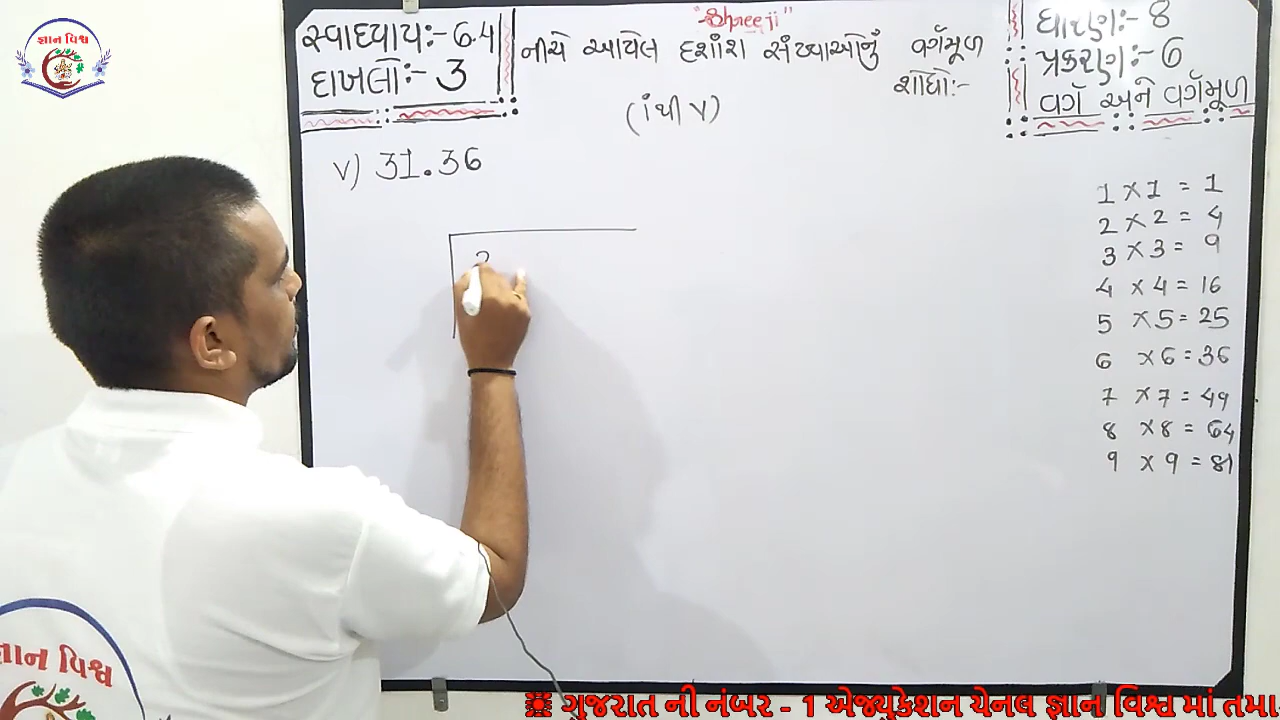 જ્ઞાન વિશ્વ
સ્વાધ્યાય:- 6.4
દાખલો:- 3
"Shreeji"
નીચે આપેલ દશાંશ સંખ્યાઓનું વર્ગમૂળ
શોધો:-
(i થી v)
ધોરણ:- 8
પ્રકરણ:- 6
વર્ગ અને વર્ગમૂળ
v) 31.36
1 × 1 = 1
2 × 2 = 4
3 × 3 = 9
4 × 4 = 16
5 × 5 = 25
6 × 6 = 36
7 × 7 = 49
8 × 8 = 64
9 × 9 = 81
જ્ઞાન વિશ્વ
ગુજરાત ની નંબર - 1 એજ્યુકેશન ચેનલ જ્ઞાન વિશ્વ માં તમા